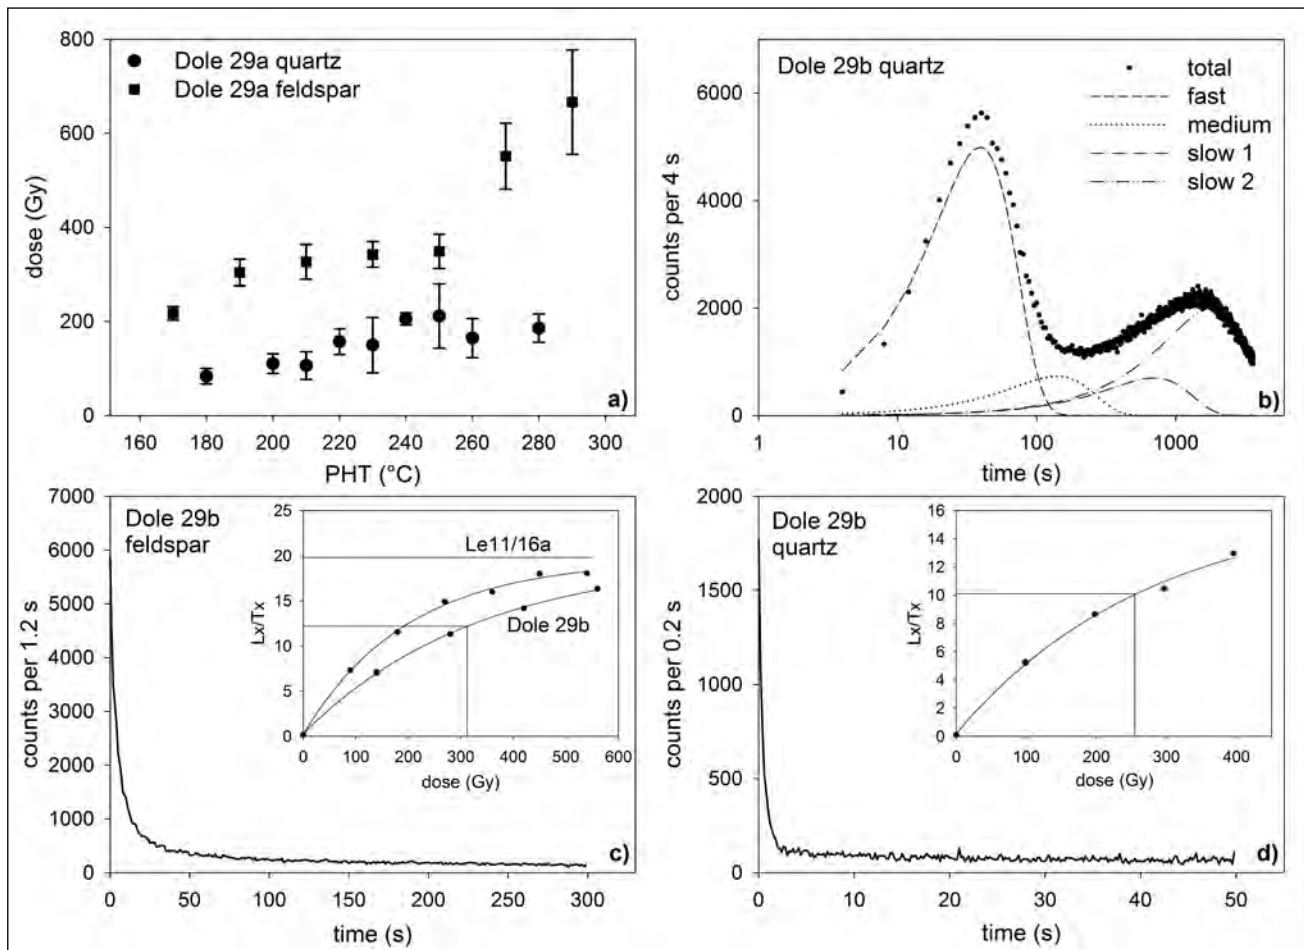 800
600
400
200
0
dose (Gy)
Dole 29a quartz
Dole 29a feldspar
a)
160 180 200 220 240 260 280 300
PHT (°C)
6000
4000
2000
0
counts per 4 s
Dole 29b quartz
total
fast
medium
slow 1
slow 2
b)
1 10 100 1000
time (s)
7000
6000
5000
4000
3000
2000
1000
0
counts per 1.2 s
Dole 29b
feldspar
25
20
15
10
5
0
Lx/Tx
Le11/16a
Dole 29b
0 100 200 300 400 500 600
dose (Gy)
c)
0 50 100 150 200 250 300
time (s)
2000
1500
1000
500
0
counts per 0.2 s
Dole 29b
quartz
16
14
12
10
8
6
4
2
0
Lx/Tx
0 100 200 300 400
dose (Gy)
d)
0 10 20 30 40 50
time (s)